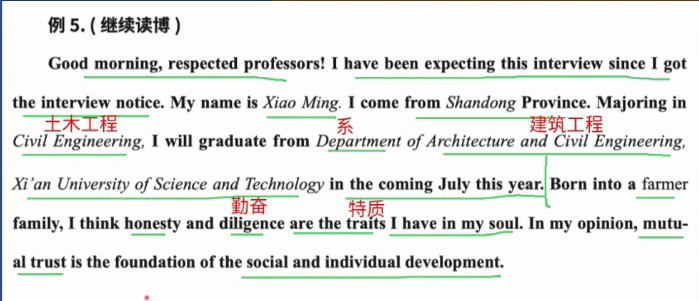 例 5. ( 继续读博 )
Good morning, respected professors! I have been expecting this interview since I got
the interview notice. My name is Xiao Ming. I come from Shandong Province. Majoring in
土木工程 系 建筑工程
Civil Engineering, I will graduate from Department of Architecture and Civil Engineering,
Xi'an University of Science and Technology in the coming July this year. Born into a farmer
勤奋 特质
family, I think honesty and diligence are the traits I have in my soul. In my opinion, mutu-
al trust is the foundation of the social and individual development.